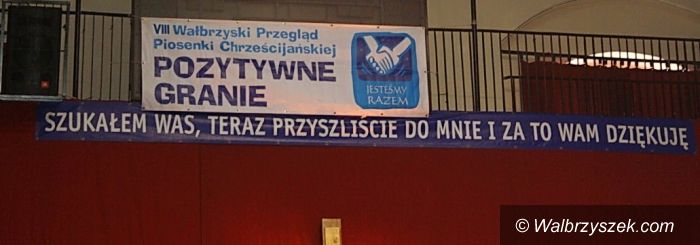 VIII Wałbrzyski Przegląd
Piosenki Chrześcijańskiej
POZYTYWNE
GRANIE
JESTEŚMY
RAZEM
SZUKAŁEM WAS, TERAZ PRZYSZLIŚCIE DO MNIE I ZA TO WAM DZIĘKUJĘ
© Walbrzyszek.com